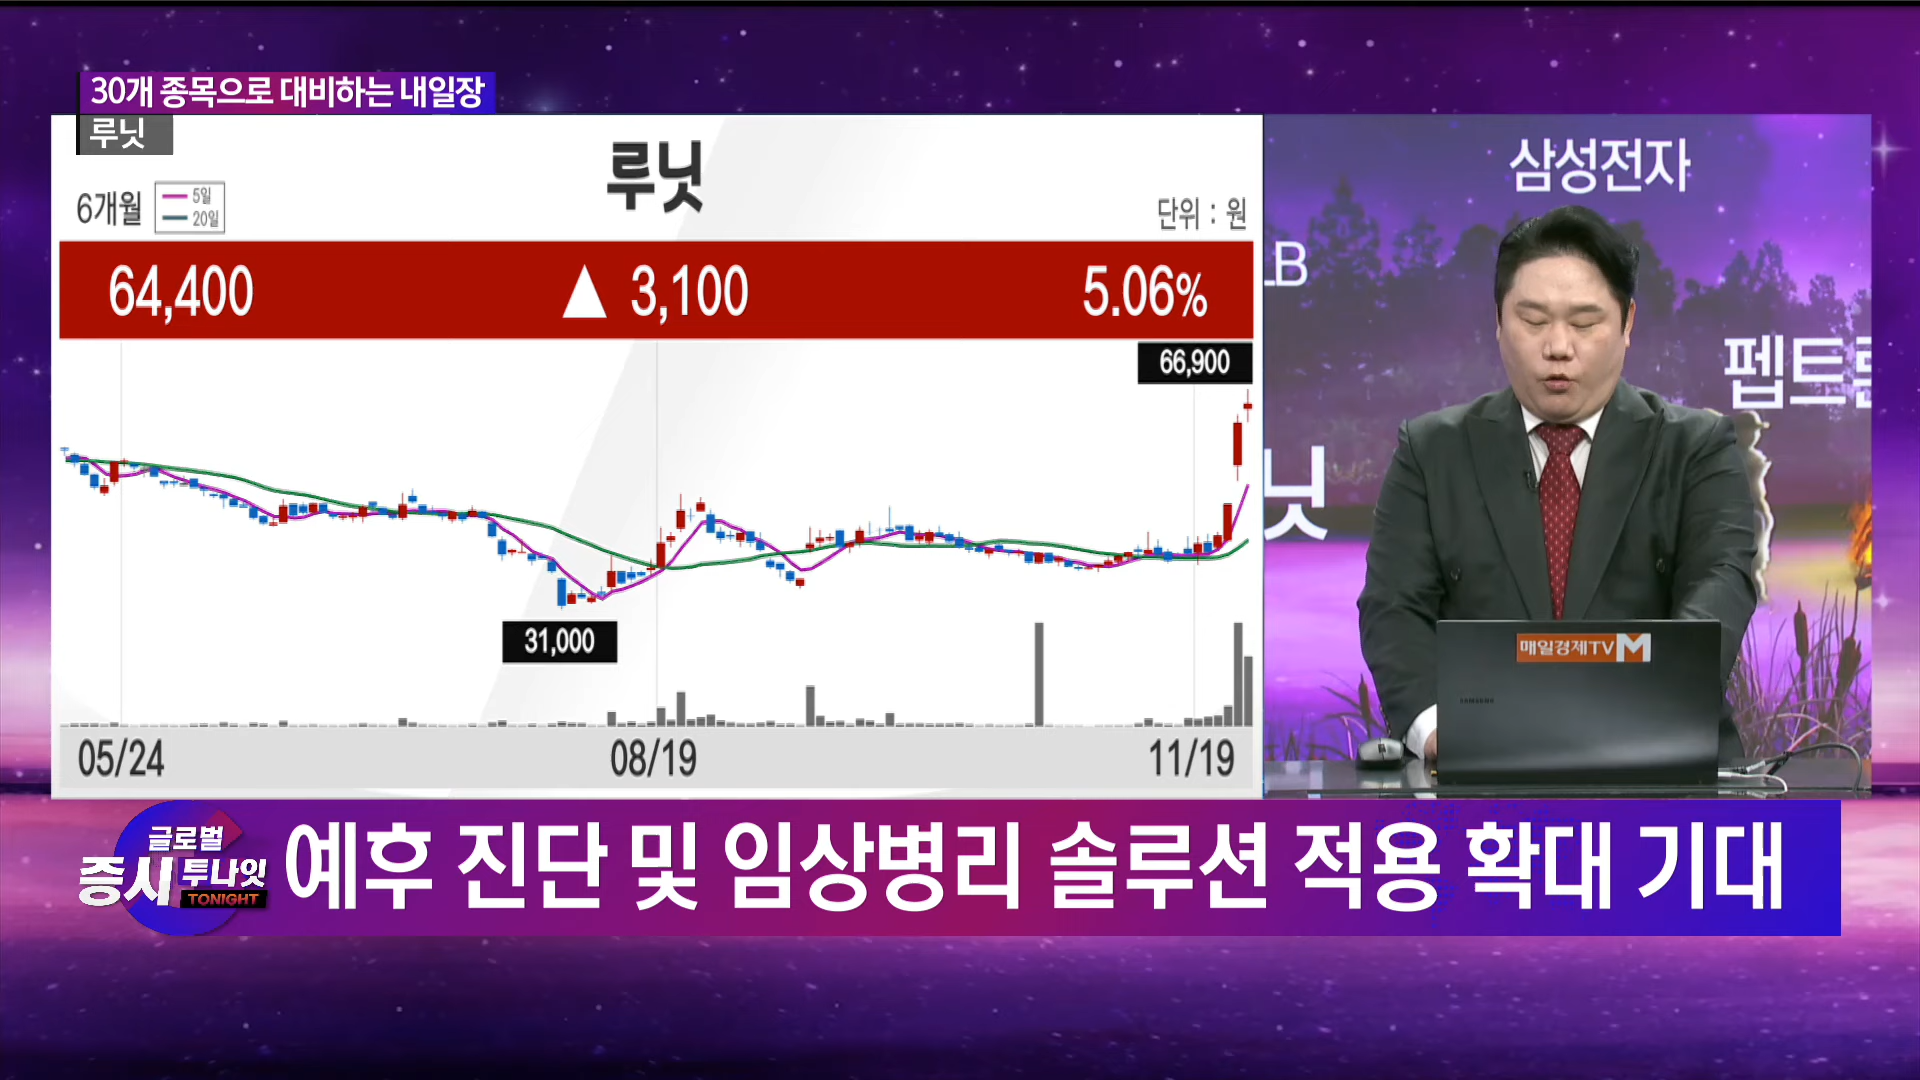 30개 종목으로 대비하는 내일장
루닛
루닛
6개월
5일
20일
단위 : 원
64,400 ▲ 3,100 5.06%
66,900
31,000
05/24 08/19 11/19
삼성전자
LB
펩트론
닛
매일경제TV M
SAMSUNG
글로벌
증시 투나잇
TONIGHT
예후 진단 및 임상병리 솔루션 적용 확대 기대